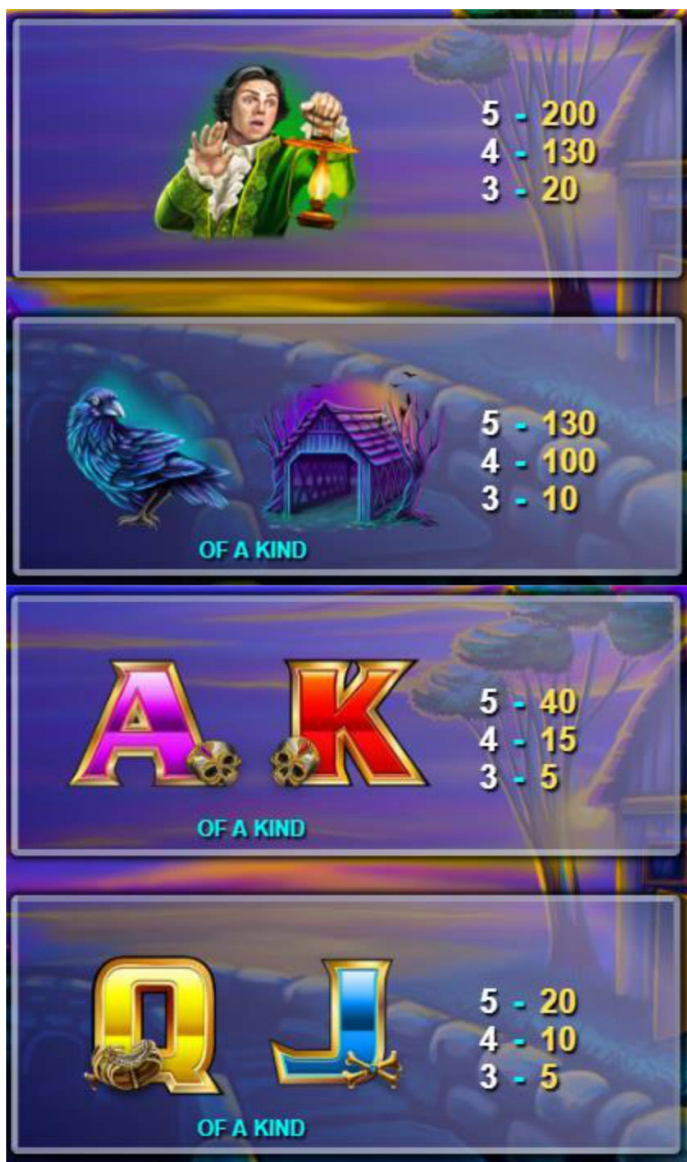 5 - 200
4 - 130
3 - 20
5 - 130
4 - 100
3 - 10
OF A KIND
A K
5 - 40
4 - 15
3 - 5
OF A KIND
Q J
5 - 20
4 - 10
3 - 5
OF A KIND